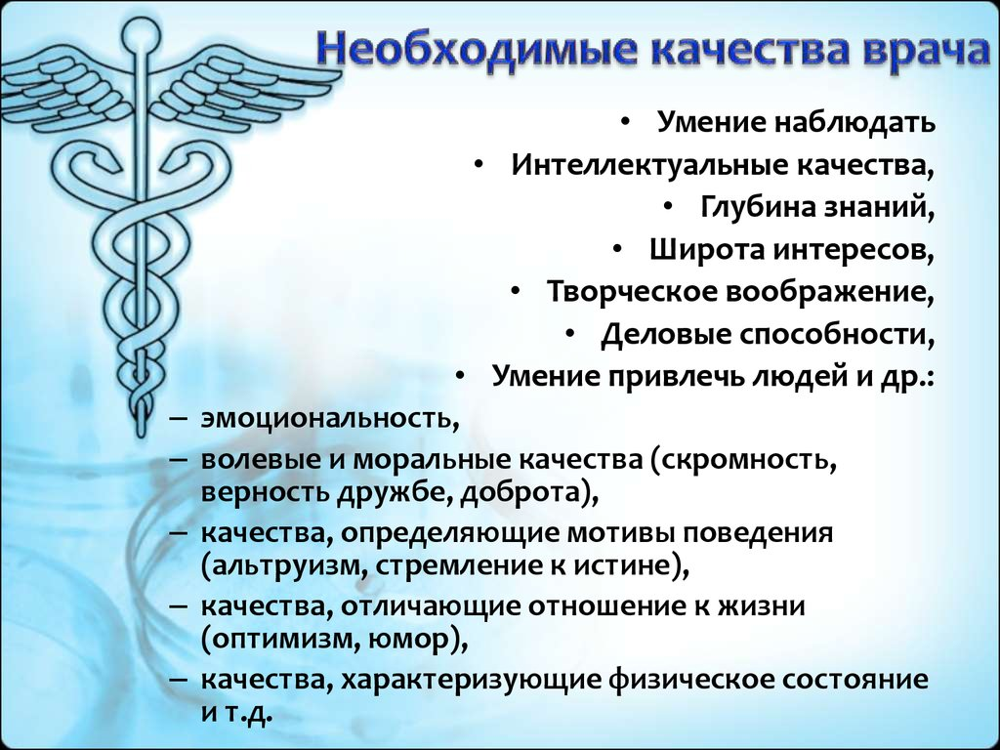 Необходимые качества врача
• Умение наблюдать
• Интеллектуальные качества,
• Глубина знаний,
• Широта интересов,
• Творческое воображение,
• Деловые способности,
• Умение привлечь людей и др.:
– эмоциональность,
– волевые и моральные качества (скромность,
верность дружбе, доброта),
– качества, определяющие мотивы поведения
(альтруизм, стремление к истине),
– качества, отличающие отношение к жизни
(оптимизм, юмор),
– качества, характеризующие физическое состояние
и т.д.